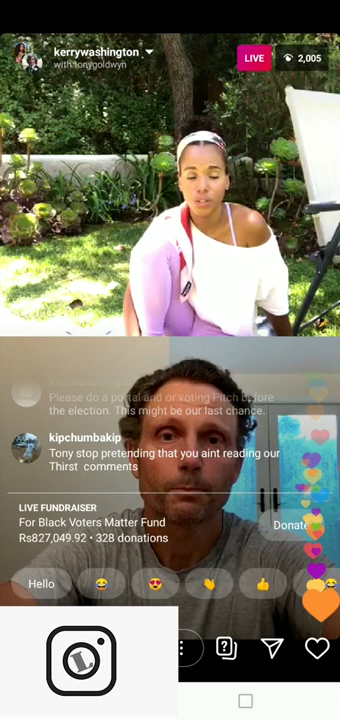 kerrywashington
with tonygoldwyn
LIVE
2,005
Please do a portal and or voting Pitch before
the election. This might be our last chance.
kipchumbakip
Tony stop pretending that you aint reading our
Thirst comments
LIVE FUNDRAISER
For Black Voters Matter Fund
Rs827,049.92 • 328 donations
Donate
Hello
L